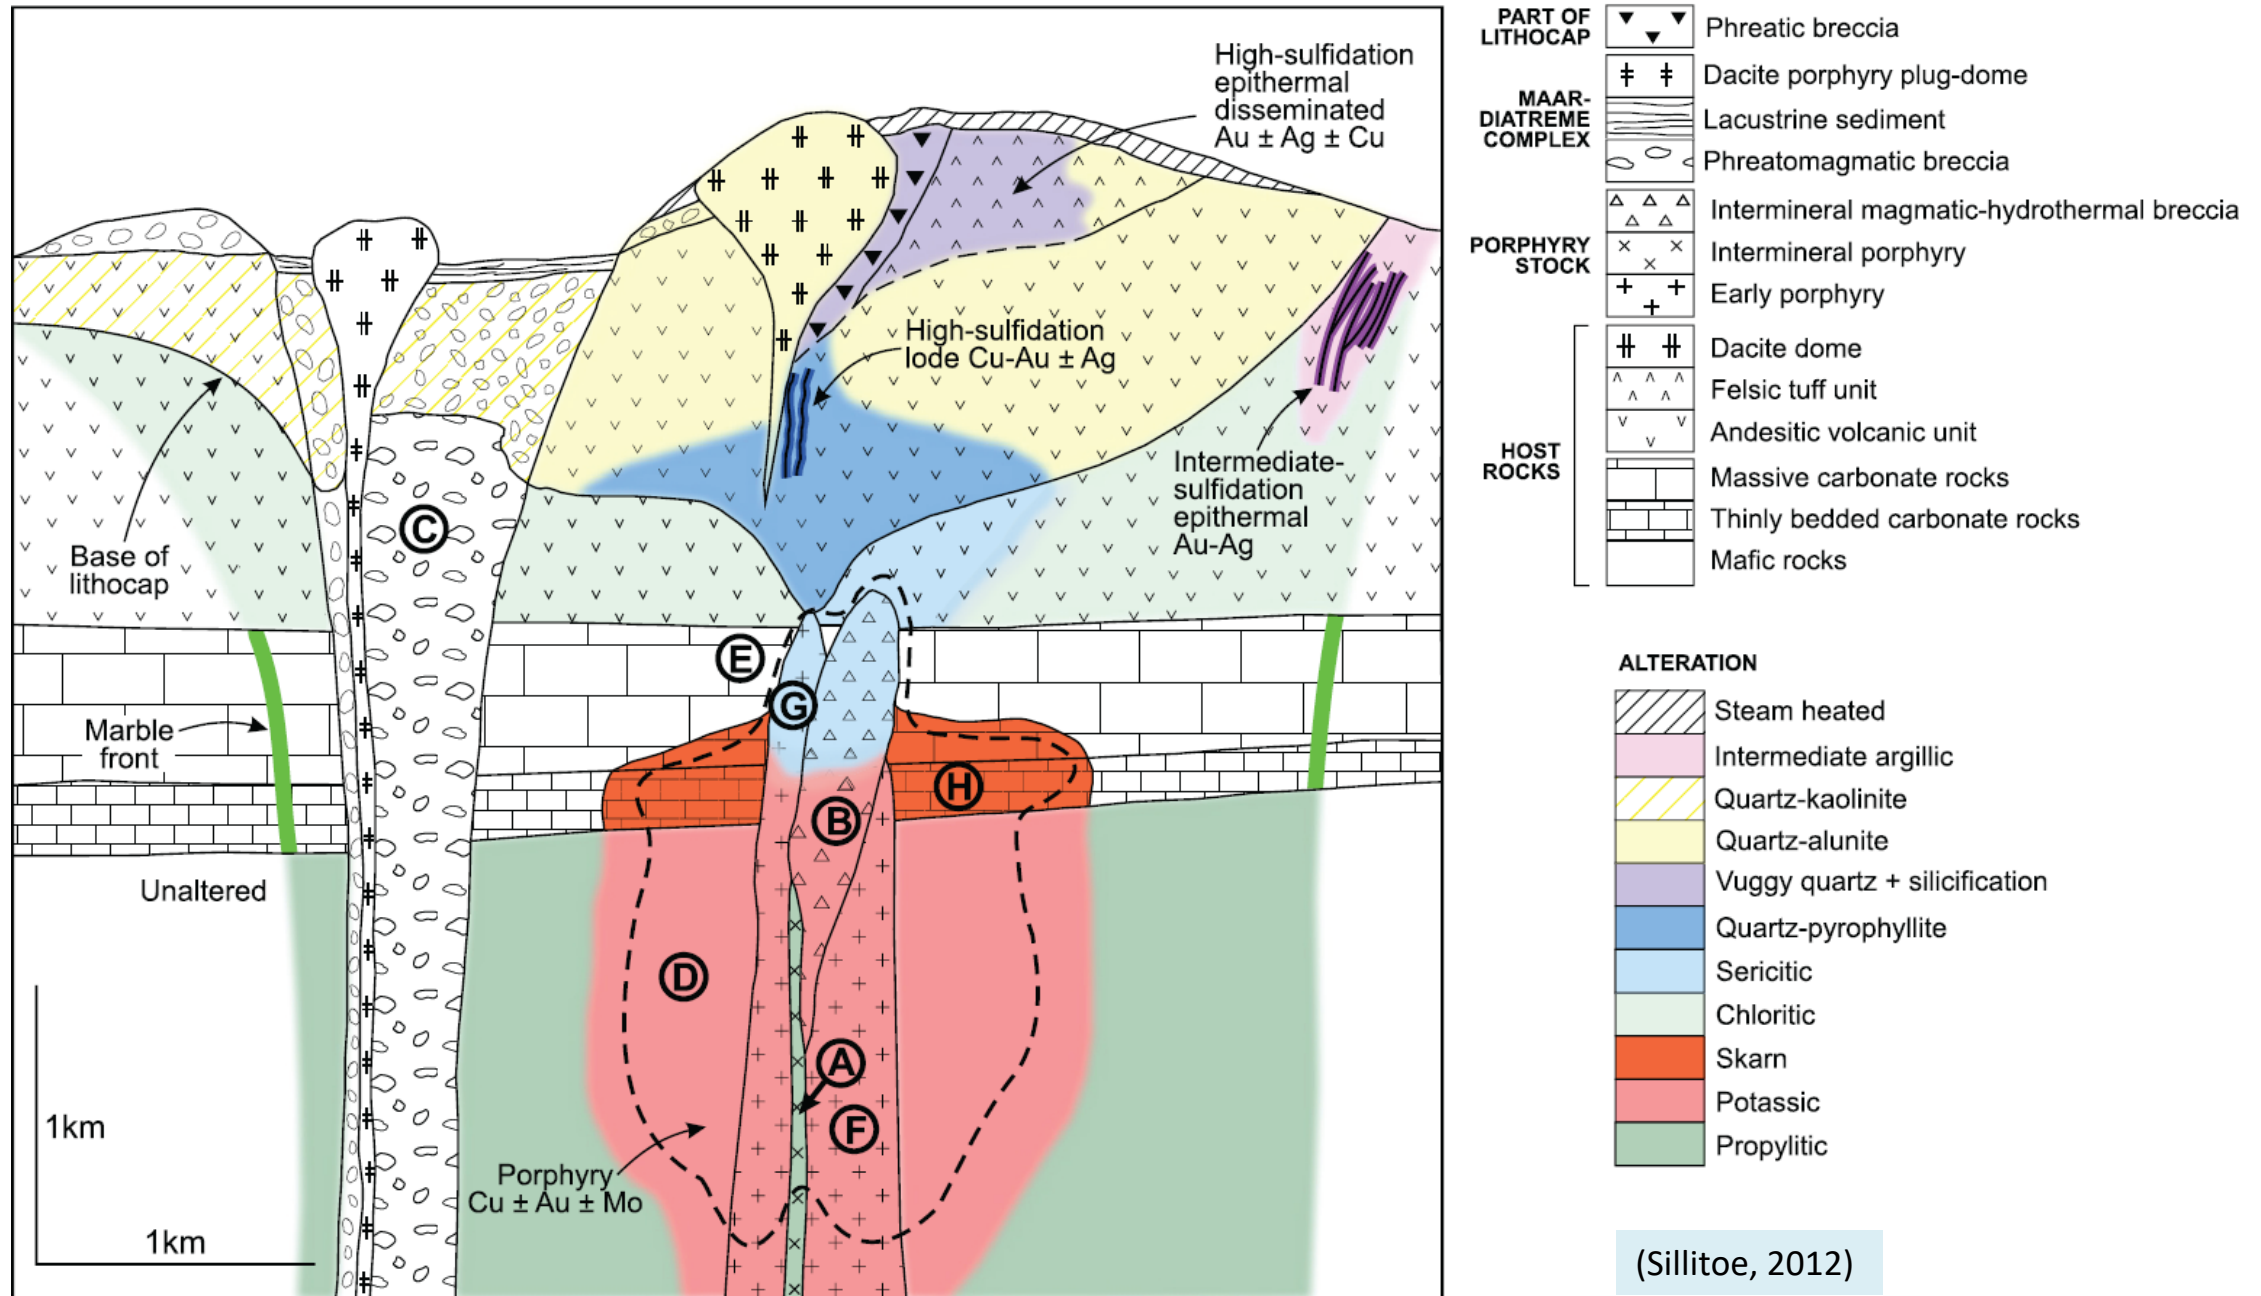 High-sulfidation
epithermal
disseminated
Au ± Ag ± Cu
High-sulfidation
lode Cu-Au ± Ag
Intermediate-
sulfidation
epithermal
Au-Ag
Base of
lithocap
C
E
G
Marble
front
H
B
Unaltered
D
A
F
Porphyry
Cu ± Au ± Mo
1km
1km
PART OF
LITHOCAP
Phreatic breccia
MAAR-
DIATREME
COMPLEX
Dacite porphyry plug-dome
Lacustrine sediment
Phreatomagmatic breccia
PORPHYRY
STOCK
Intermineral magmatic-hydrothermal breccia
Intermineral porphyry
Early porphyry
HOST
ROCKS
Dacite dome
Felsic tuff unit
Andesitic volcanic unit
Massive carbonate rocks
Thinly bedded carbonate rocks
Mafic rocks
ALTERATION
Steam heated
Intermediate argillic
Quartz-kaolinite
Quartz-alunite
Vuggy quartz + silicification
Quartz-pyrophyllite
Sericitic
Chloritic
Skarn
Potassic
Propylitic
(Sillitoe, 2012)